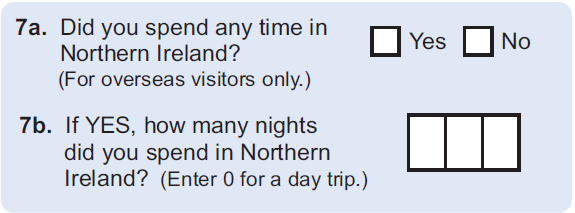 7a. Did you spend any time in
Northern Ireland? Yes No
(For overseas visitors only.)
7b. If YES, how many nights
did you spend in Northern
Ireland? (Enter 0 for a day trip.)